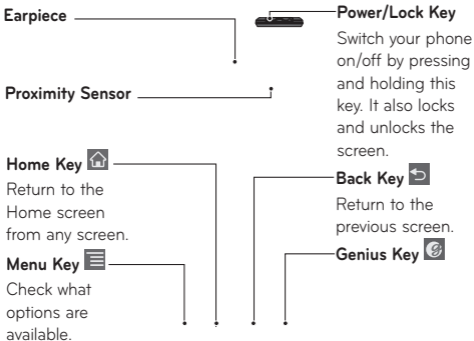 Earpiece
Proximity Sensor
Home Key
Return to the
Home screen
from any screen.
Menu Key
Check what
options are
available.
Power/Lock Key
Switch your phone
on/off by pressing
and holding this
key. It also locks
and unlocks the
screen.
Back Key
Return to the
previous screen.
Genius Key